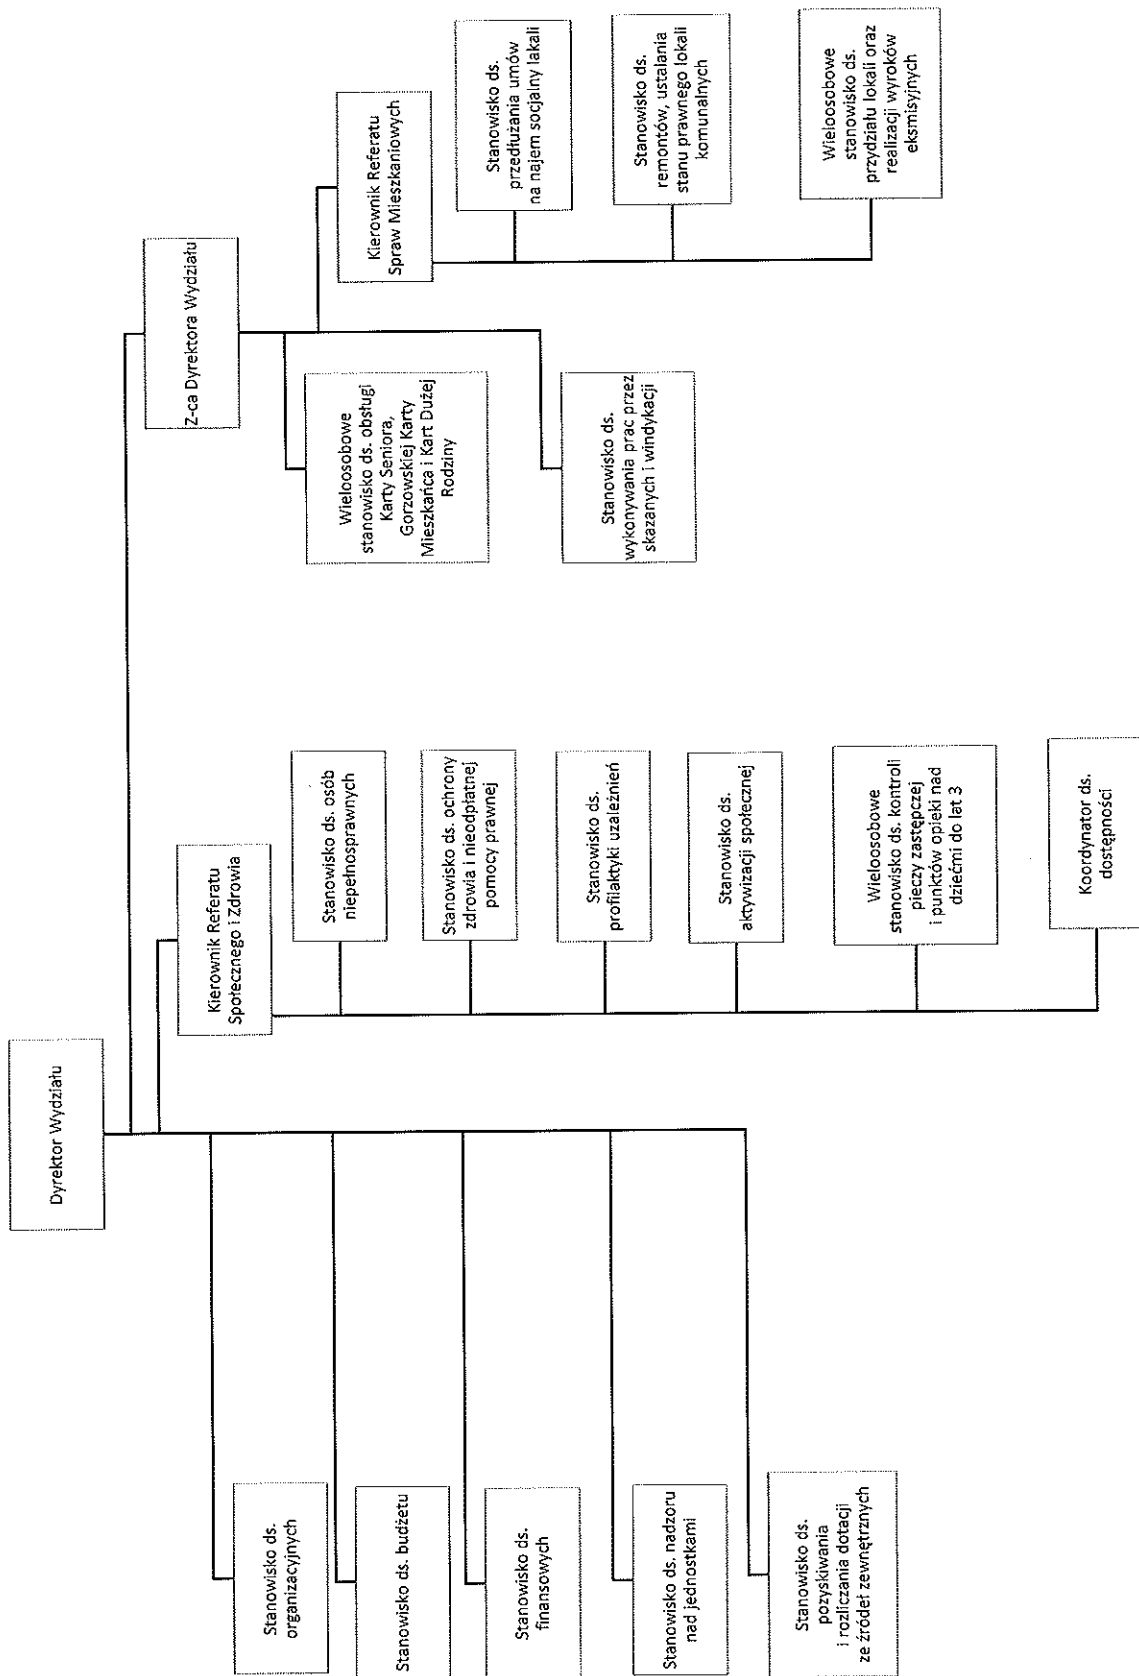 Dyrektor Wydziału
Z-ca Dyrektora Wydziału
Kierownik Referatu
Społecznego i Zdrowia
Kierownik Referatu
Spraw Mieszkaniowych
Stanowisko ds.
organizacyjnych
Stanowisko ds. budżetu
Stanowisko ds.
finansowych
Stanowisko ds. nadzoru
nad jednostkami
Stanowisko ds.
pozyskiwania
i rozliczania dotacji
ze źródeł zewnętrznych
Stanowisko ds. osób
niepełnosprawnych
Stanowisko ds. ochrony
zdrowia i nieodpłatnej
pomocy prawnej
Stanowisko ds.
profilaktyki uzależnień
Stanowisko ds.
aktywizacji społecznej
Wieloosobowe
stanowisko ds. kontroli
pieczy zastępczej
i punktów opieki nad
dziećmi do lat 3
Koordynator ds.
dostępności
Wieloosobowe
stanowisko ds. obsługi
Karty Seniora,
Gorzowskiej Karty
Mieszkańca i Kart Dużej
Rodziny
Stanowisko ds.
wykonywania prac przez
skazanych i windykacji
Stanowisko ds.
przedłużania umów
na najem socjalny lakali
Stanowisko ds.
remontów, ustalania
stanu prawnego lokali
komunalnych
Wieloosobowe
stanowisko ds.
przydziału lokali oraz
realizacji wyroków
eksmisyjnych